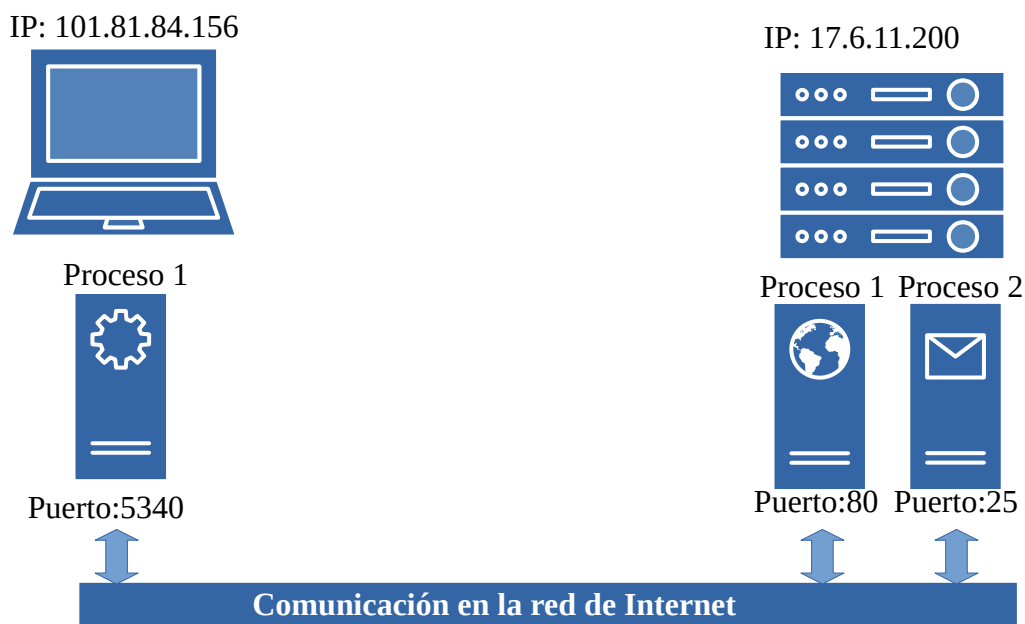 IP: 101.81.84.156
IP: 17.6.11.200
Proceso 1
Proceso 1
Proceso 2
Puerto:5340
Puerto:80
Puerto:25
Comunicación en la red de Internet